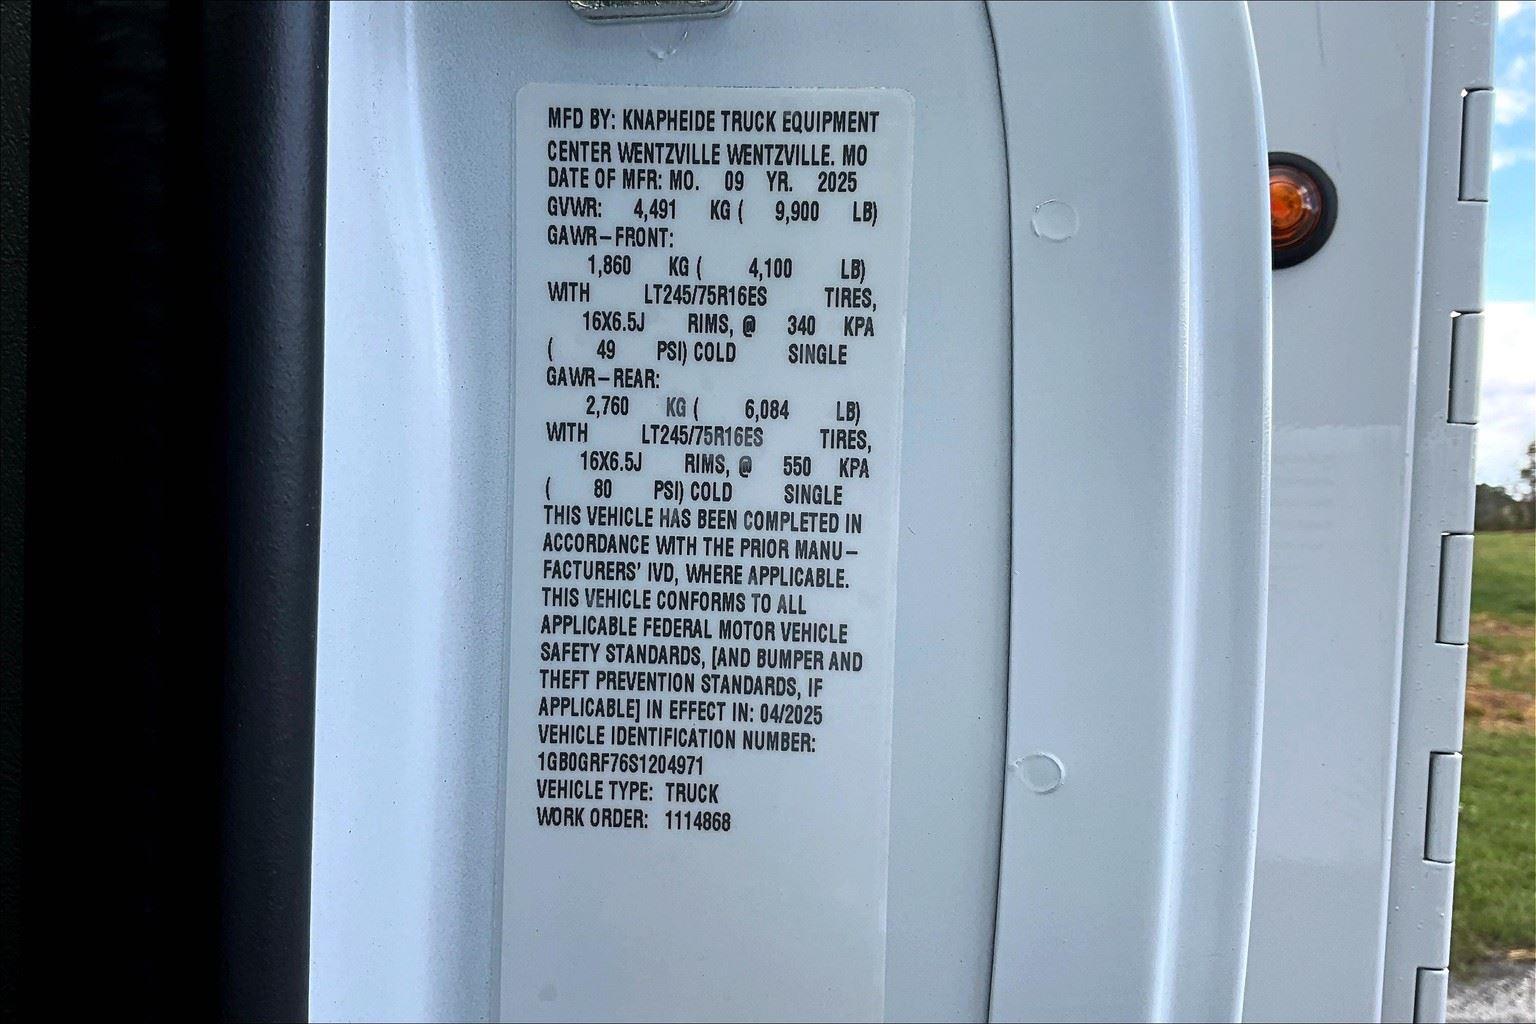 MFD BY: KNAPHEIDE TRUCK EQUIPMENT
CENTER WENTZVILLE WENTZVILLE. MO
DATE OF MFR: MO. 09 YR. 2025
GVWR: 4,491 KG ( 9,900 LB)
GAWR-FRONT:
1,860 KG ( 4,100 LB)
WITH LT245/75R16ES TIRES,
16X6.5J RIMS, @ 340 KPA
( 49 PSI) COLD SINGLE
GAWR-REAR:
2,760 KG ( 6,084 LB)
WITH LT245/75R16ES TIRES,
16X6.5J RIMS, @ 550 KPA
( 80 PSI) COLD SINGLE
THIS VEHICLE HAS BEEN COMPLETED IN
ACCORDANCE WITH THE PRIOR MANU-
FACTURERS' IVD, WHERE APPLICABLE.
THIS VEHICLE CONFORMS TO ALL
APPLICABLE FEDERAL MOTOR VEHICLE
SAFETY STANDARDS, [AND BUMPER AND
THEFT PREVENTION STANDARDS, IF
APPLICABLE] IN EFFECT IN: 04/2025
VEHICLE IDENTIFICATION NUMBER:
1GB0GRF76S1204971
VEHICLE TYPE: TRUCK
WORK ORDER: 1114868